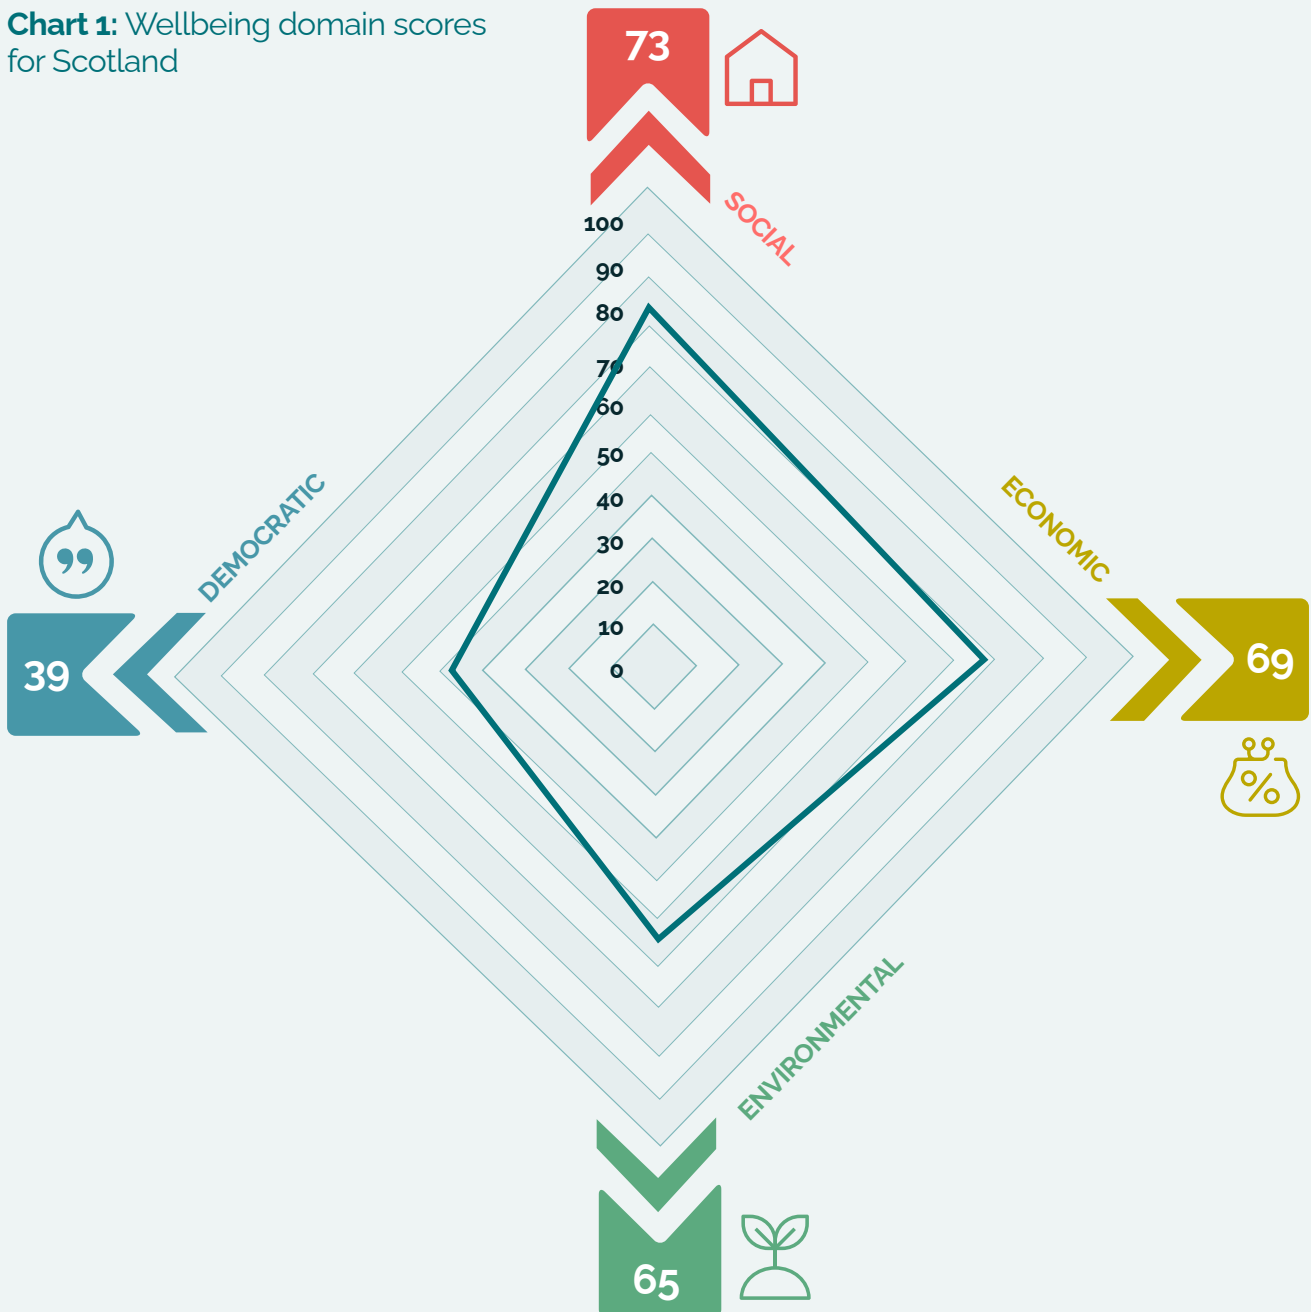 Chart 1: Wellbeing domain scores
for Scotland
73
SOCIAL
100
90
80
70
60
50
40
30
20
10
0
DEMOCRATIC
39
ECONOMIC
69
%
ENVIRONMENTAL
65